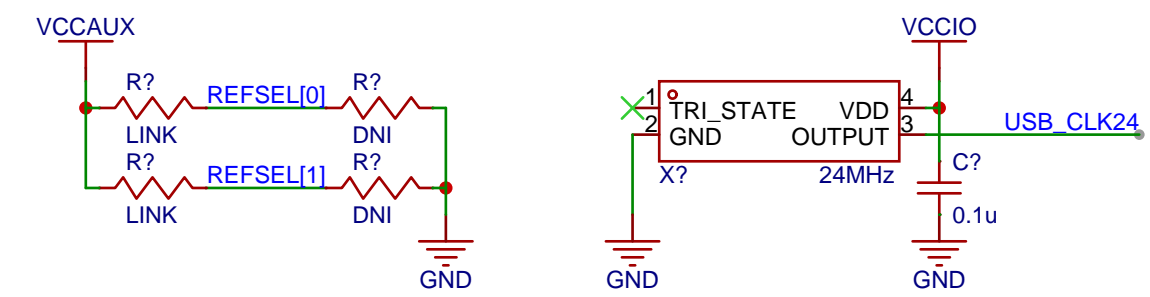 VCCAUX
R?
REFSEL[0]
R?
LINK
DNI
R?
REFSEL[1]
R?
LINK
DNI
GND
VCCIO
1
TRI_STATE
VDD
4
2
GND
OUTPUT
3
USB_CLK24
X?
24MHz
C?
0.1u
GND
GND